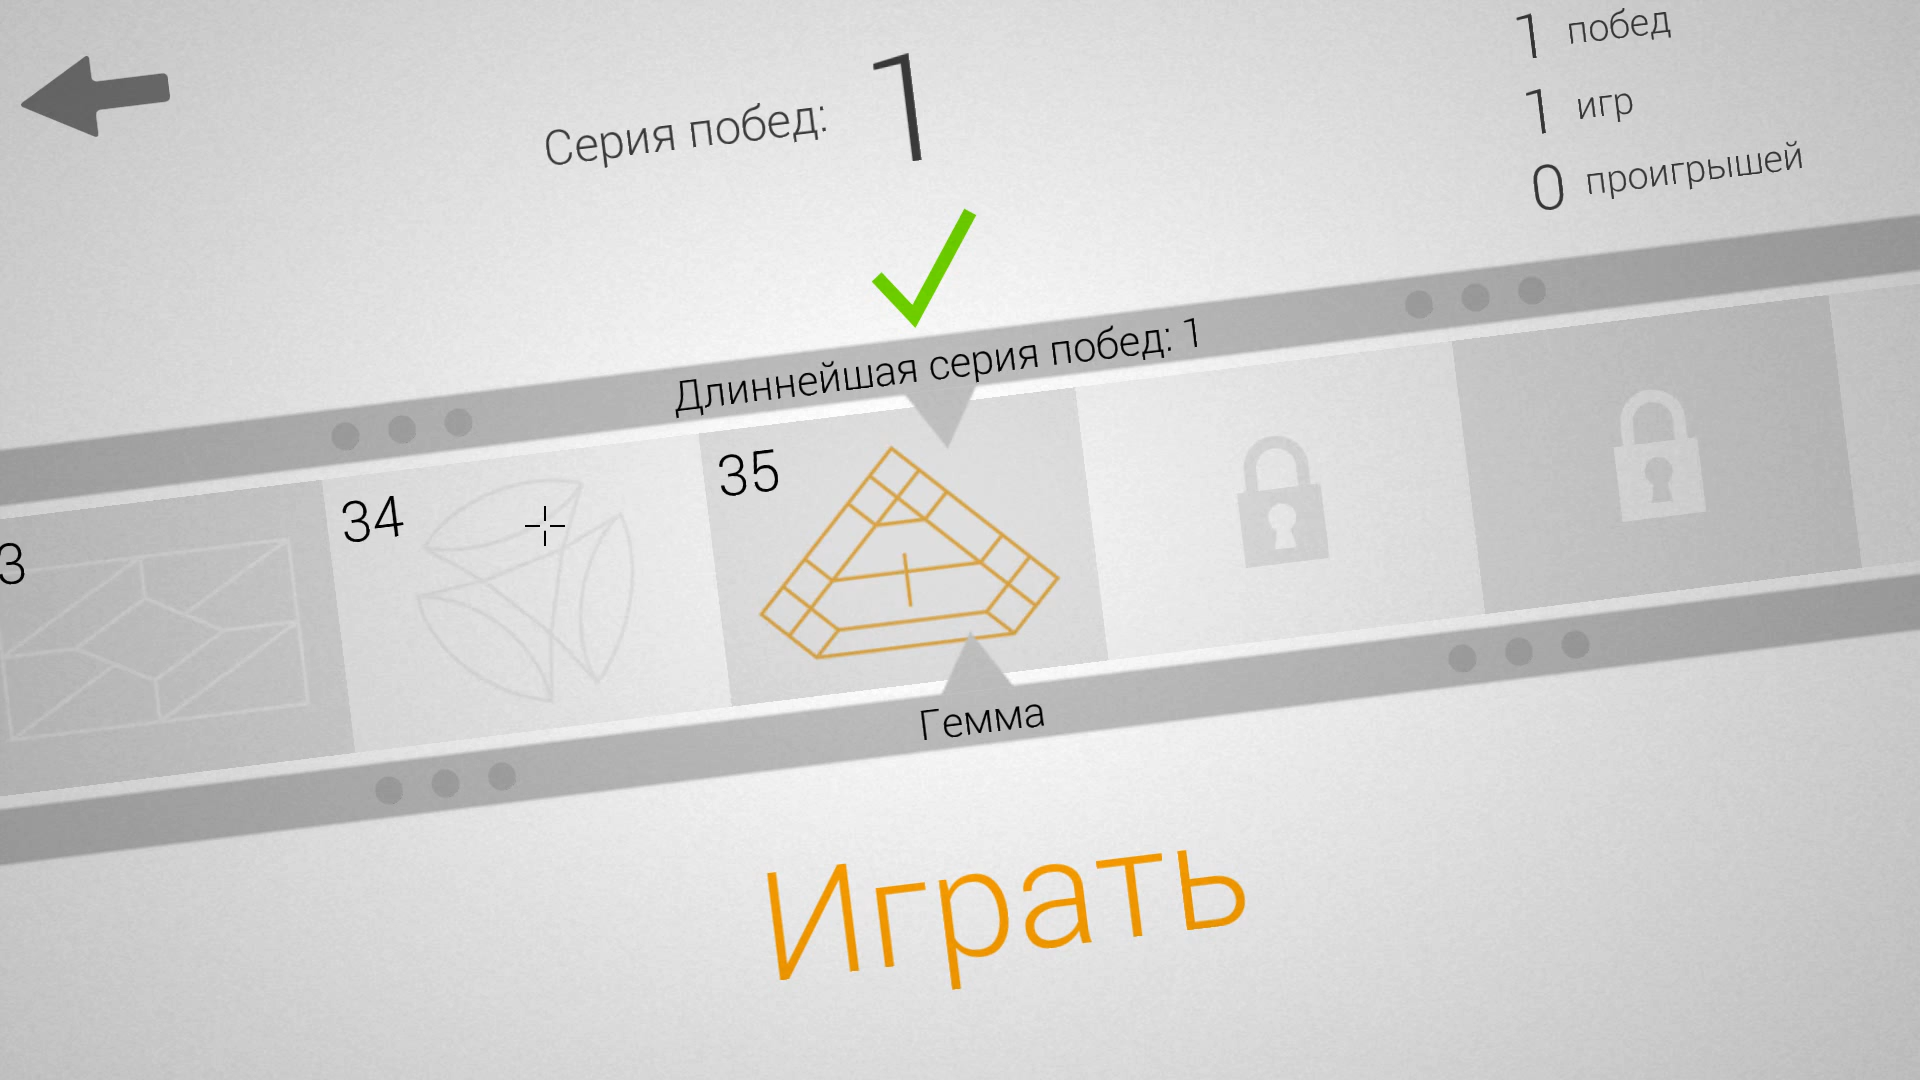 Серия побед: 1
1 побед
1 игр
0 проигрышей
Длиннейшая серия побед: 1
3
34
35
Гемма
Играть